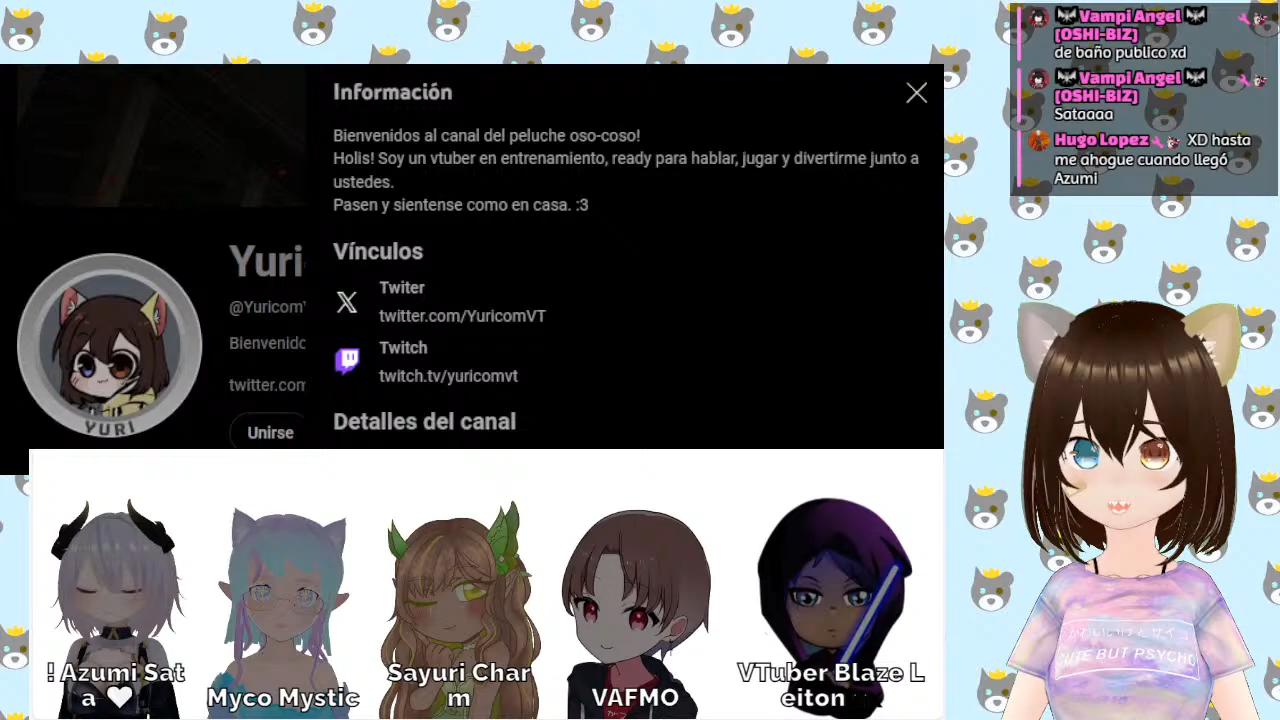 Información
Bienvenidos al canal del peluche oso-coso!
Holis! Soy un vtuber en entrenamiento, ready para hablar, jugar y divertirme junto a
ustedes.
Pasen y sientense como en casa. :3
Vínculos
Twiter
twitter.com/YuricomVT
Twitch
twitch.tv/yuricomvt
Detalles del canal
Yuri
@Yuricom
Bienvenido
twitter.com
Unirse
YURI
! Azumi Sat
a
Myco Mystic
Sayuri Char
m
VAFMO
VTuber Blaze L
eiton
Vampi Angel
[OSHI-BIZ]
de baño publico xd
Vampi Angel
[OSHI-BIZ]
Sataaaa
Hugo Lopez XD hasta
me ahogue cuando llegó
Azumi
CUTE BUT PSYCHO